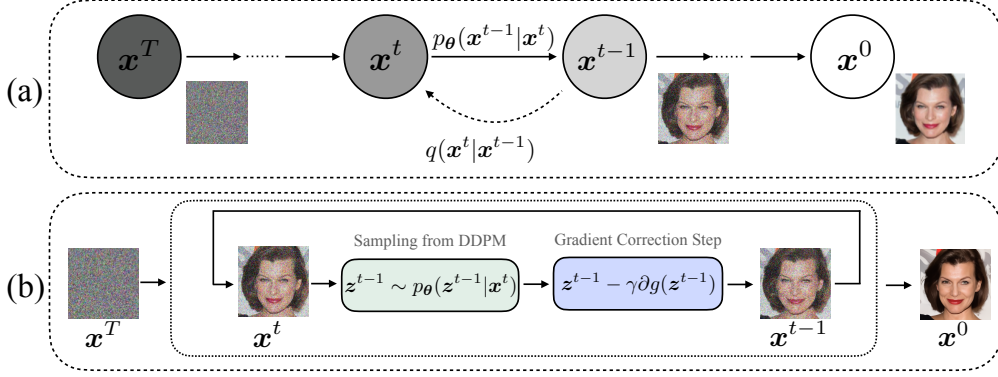 (a)
𝒙^T ...... 𝒙^t p_𝜽(𝒙^{t−1}|𝒙^t) 𝒙^{t−1} ...... 𝒙^0
q(𝒙^t|𝒙^{t−1})
(b)
Sampling from DDPM Gradient Correction Step
𝒛^{t−1} ∼ p_𝜽(𝒛^{t−1}|𝒙^t) 𝒛^{t−1} − γ∂g(𝒛^{t−1})
𝒙^T 𝒙^t 𝒙^{t−1} 𝒙^0